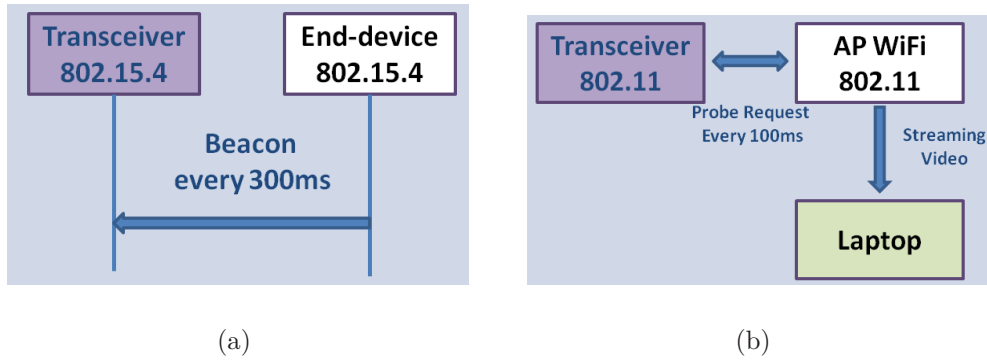 Transceiver
802.15.4
End-device
802.15.4
Beacon
every 300ms
(a)
Transceiver
802.11
AP WiFi
802.11
Probe Request
Every 100ms
Streaming
Video
Laptop
(b)